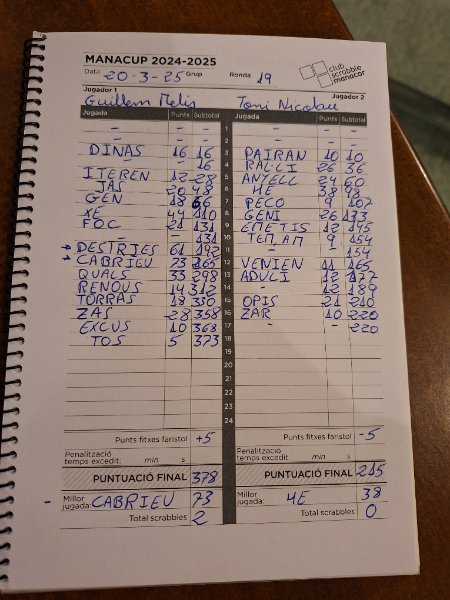 MANACUP 2024-2025
Data 20-3-25 Grup Ronda 19
club scrabble manacor
Jugador 1 Jugador 2
Guillem Melis Toni Nicolau
Jugada Punts Subtotal Jugada Punts Subtotal
- - - 1 - - -
- - - 2 - - -
DINAS 16 16 3 PAIRAN 10 10
- 16 4 RALLI 26 36
ITEREN 12 28 5 ANTELL 24 60
JAS 20 48 6 HE 38 98
GEN 18 66 7 PECO 9 107
XE 44 110 8 GENI 26 133
FOC 21 131 9 EMETIS 12 145
- - 131 10 TEM,AM 9 154
DESTRIES 61 192 11 - - 154
CABRIEU 73 265 12 VENIEN 11 165
QUALS 33 298 13 ADULI 12 177
RENOUS 14 312 14 " 12 189
TORRAS 18 330 15 OPIS 21 210
ZAS 28 358 16 ZAR 10 220
EXCUS 10 368 17 - - 220
TOS 5 373 18
19
20
21
22
23
24
Punts fitxes faristol +5 Punts fitxes faristol -5
Penalització temps excedit: min s Penalització temps excedit: min s
PUNTUACIÓ FINAL 378 PUNTUACIÓ FINAL 215
- Millor jugada: CABRIEU 73 Millor jugada: HE 38
Total scrabbles 2 Total scrabbles 0